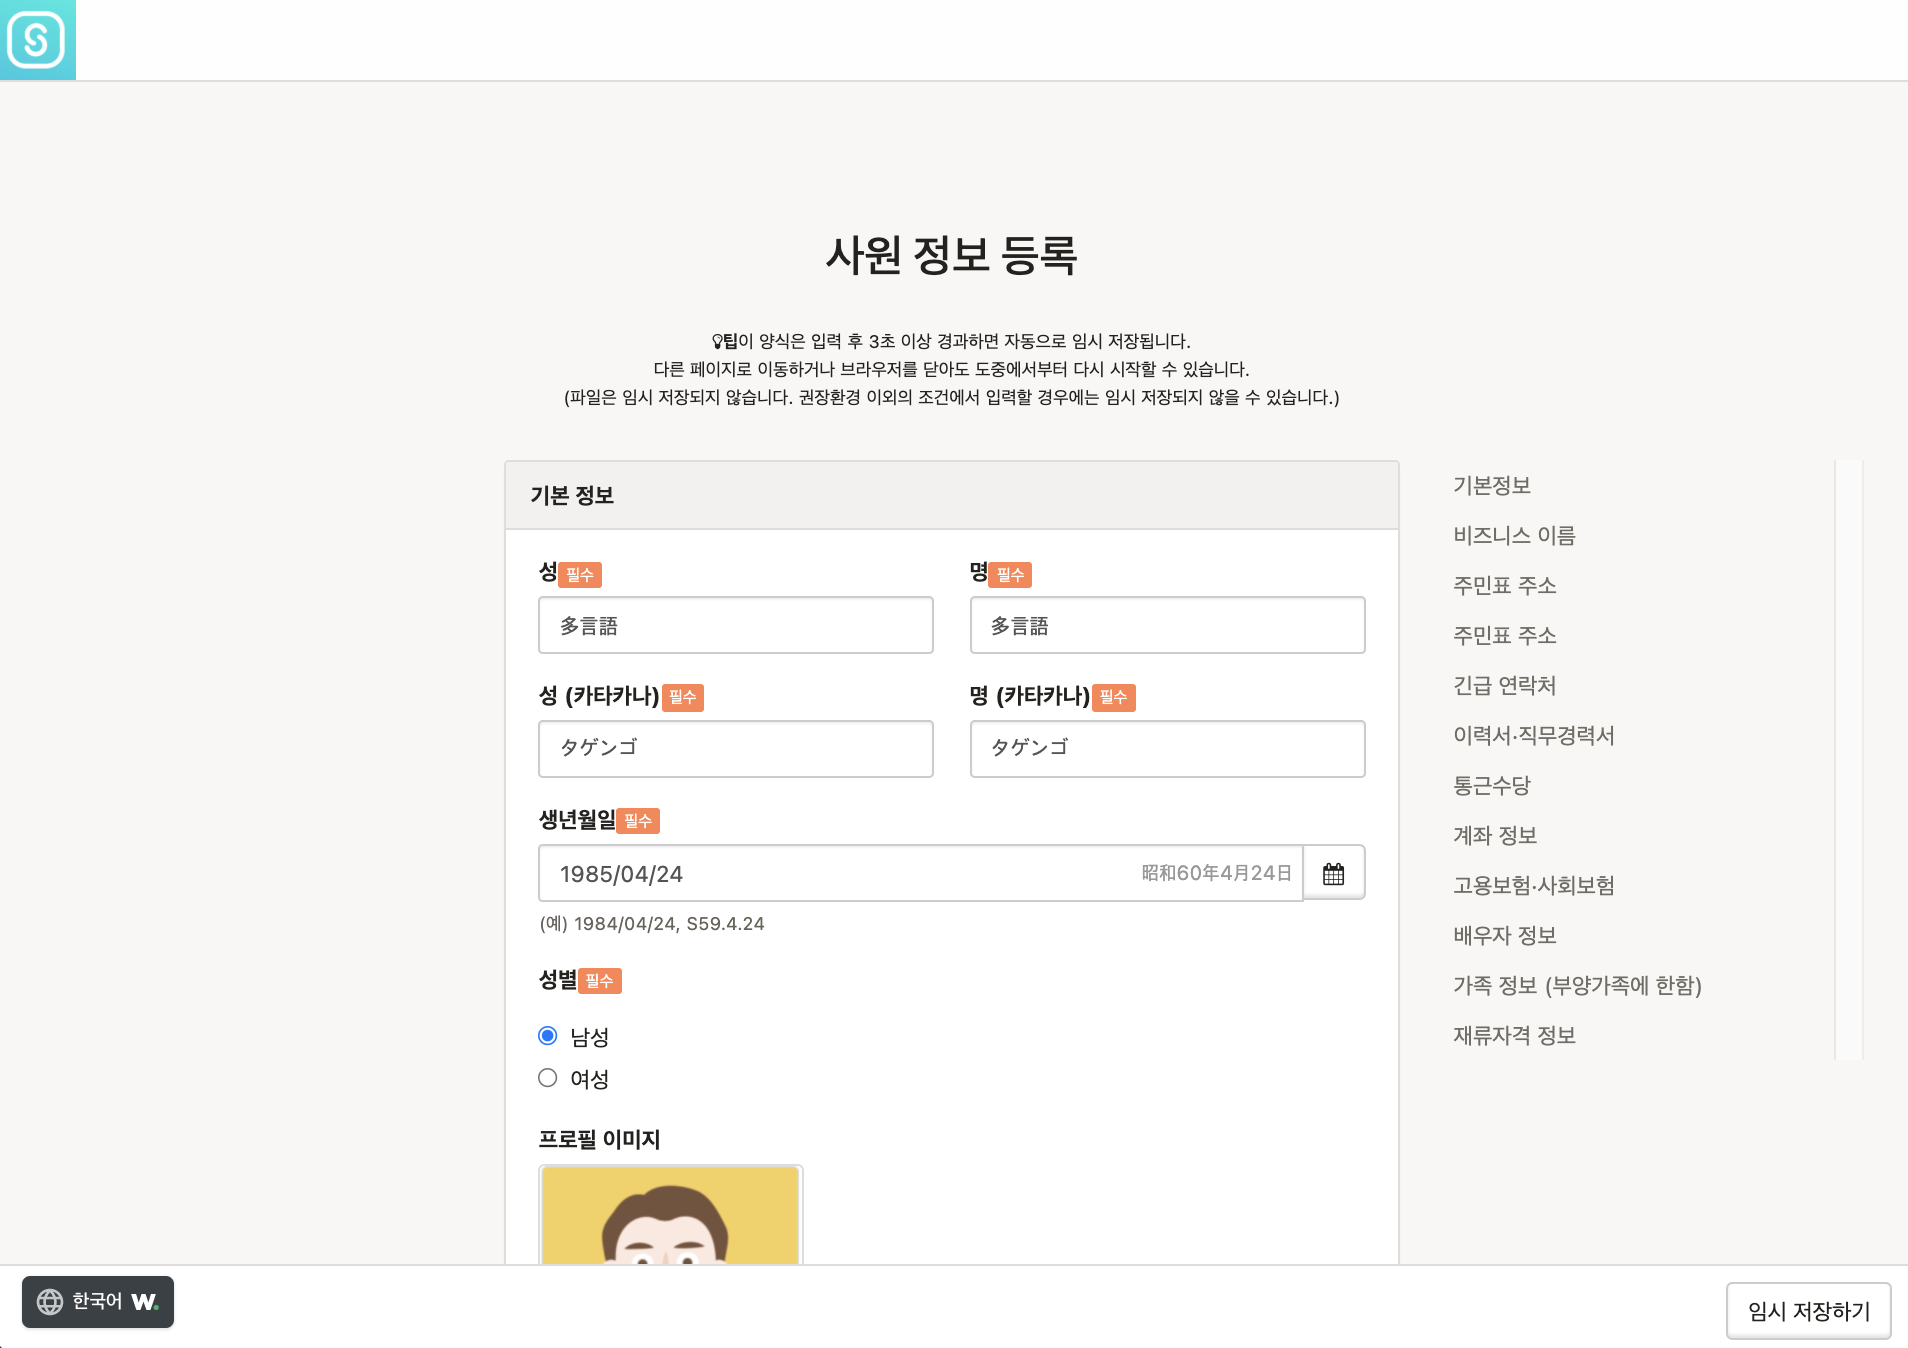 사원 정보 등록
팁이 양식은 입력 후 3초 이상 경과하면 자동으로 임시 저장됩니다.
다른 페이지로 이동하거나 브라우저를 닫아도 도중에서부터 다시 시작할 수 있습니다.
(파일은 임시 저장되지 않습니다. 권장환경 이외의 조건에서 입력할 경우에는 임시 저장되지 않을 수 있습니다.)
기본 정보
성 필수
명 필수
多言語
多言語
성 (카타카나) 필수
명 (카타카나) 필수
タゲンゴ
タゲンゴ
생년월일 필수
1985/04/24 昭和60年4月24日
(예) 1984/04/24, S59.4.24
성별 필수
남성
여성
프로필 이미지
기본정보
비즈니스 이름
주민표 주소
주민표 주소
긴급 연락처
이력서·직무경력서
통근수당
계좌 정보
고용보험·사회보험
배우자 정보
가족 정보 (부양가족에 한함)
재류자격 정보
한국어 W.
임시 저장하기